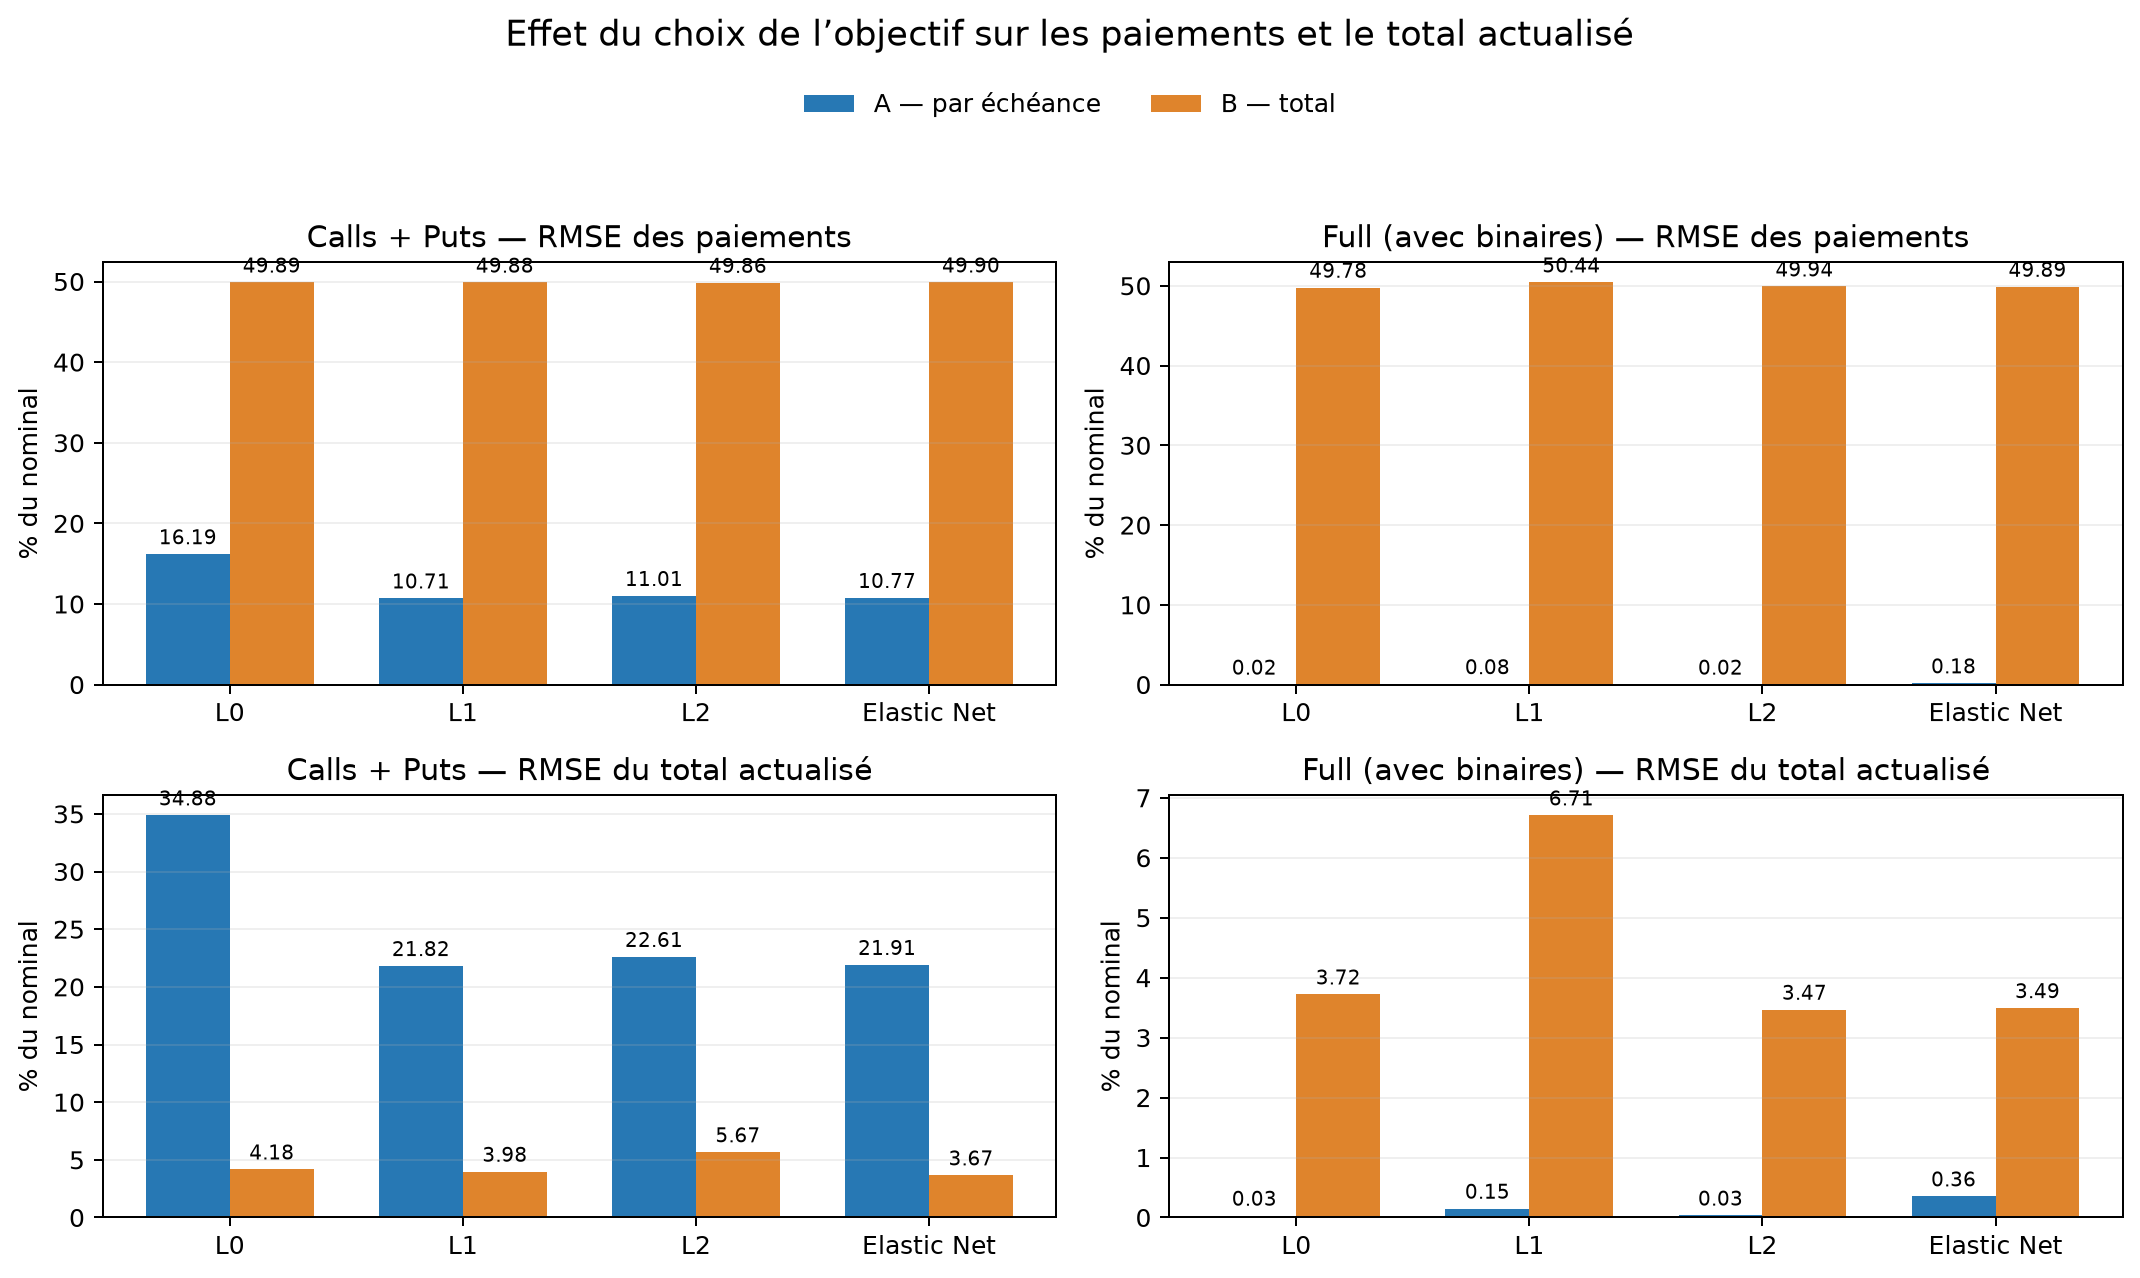 Effet du choix de l’objectif sur les paiements et le total actualisé
A — par échéance
B — total
Calls + Puts — RMSE des paiements
% du nominal
50
40
30
20
10
0
16.19
49.89
10.71
49.88
11.01
49.86
10.77
49.90
L0
L1
L2
Elastic Net
Full (avec binaires) — RMSE des paiements
% du nominal
50
40
30
20
10
0
0.02
49.78
0.08
50.44
0.02
49.94
0.18
49.89
L0
L1
L2
Elastic Net
Calls + Puts — RMSE du total actualisé
% du nominal
35
30
25
20
15
10
5
0
34.88
4.18
21.82
3.98
22.61
5.67
21.91
3.67
L0
L1
L2
Elastic Net
Full (avec binaires) — RMSE du total actualisé
% du nominal
7
6
5
4
3
2
1
0
0.03
3.72
0.15
6.71
0.03
3.47
0.36
3.49
L0
L1
L2
Elastic Net